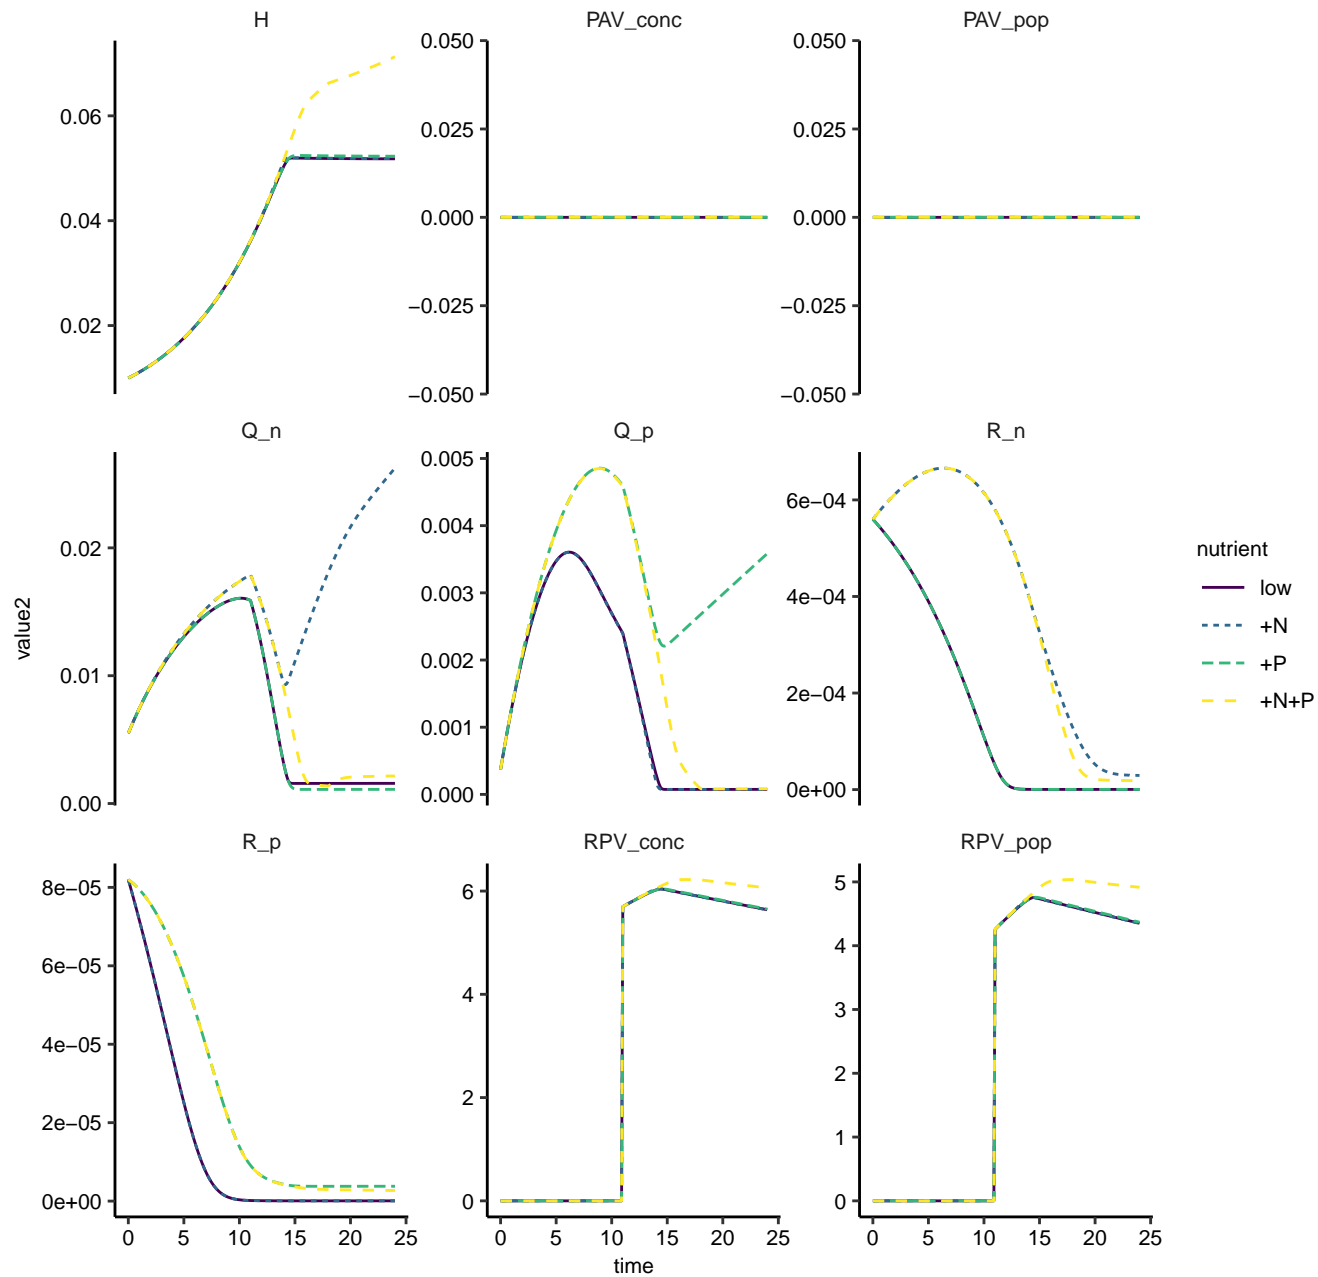 H
PAV_conc
PAV_pop
0.06
0.04
0.02
0.050
0.025
0.000
−0.025
−0.050
0.050
0.025
0.000
−0.025
−0.050
Q_n
Q_p
R_n
0.02
0.01
0.00
0.005
0.004
0.003
0.002
0.001
0.000
6e−04
4e−04
2e−04
0e+00
R_p
RPV_conc
RPV_pop
8e−05
6e−05
4e−05
2e−05
0e+00
6
4
2
0
5
4
3
2
1
0
0 5 10 15 20 25
0 5 10 15 20 25
0 5 10 15 20 25
time
value2
nutrient
low
+N
+P
+N+P